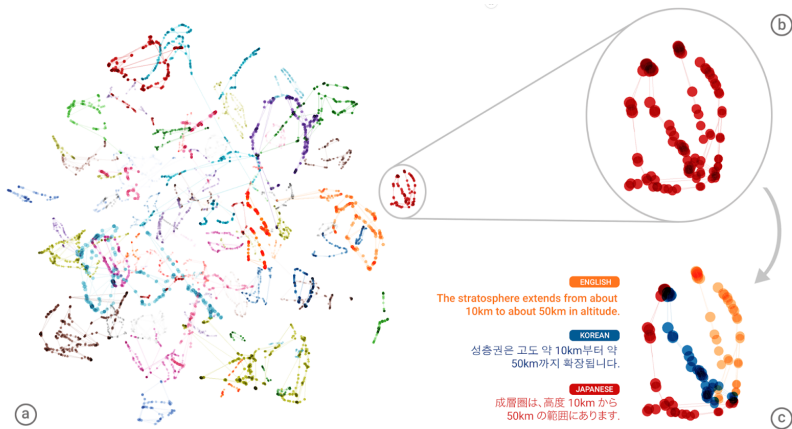 b
ENGLISH
The stratosphere extends from about
10km to about 50km in altitude.
KOREAN
성층권은 고도 약 10km부터 약
50km까지 확장됩니다.
JAPANESE
成層圏は、高度 10km から
50km の範囲にあります。
a
c